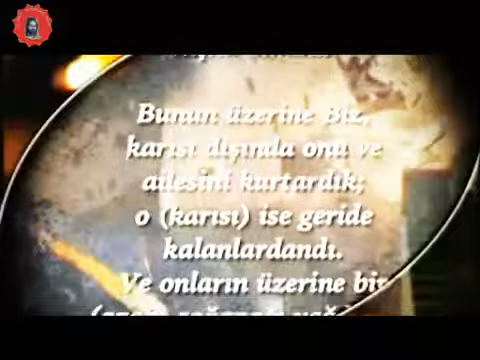 Bunun üzerine Biz,
karısı dışında onu ve
ailesini kurtardık;
o (karısı) ise geride
kalanlardandı.
Ve onların üzerine bir